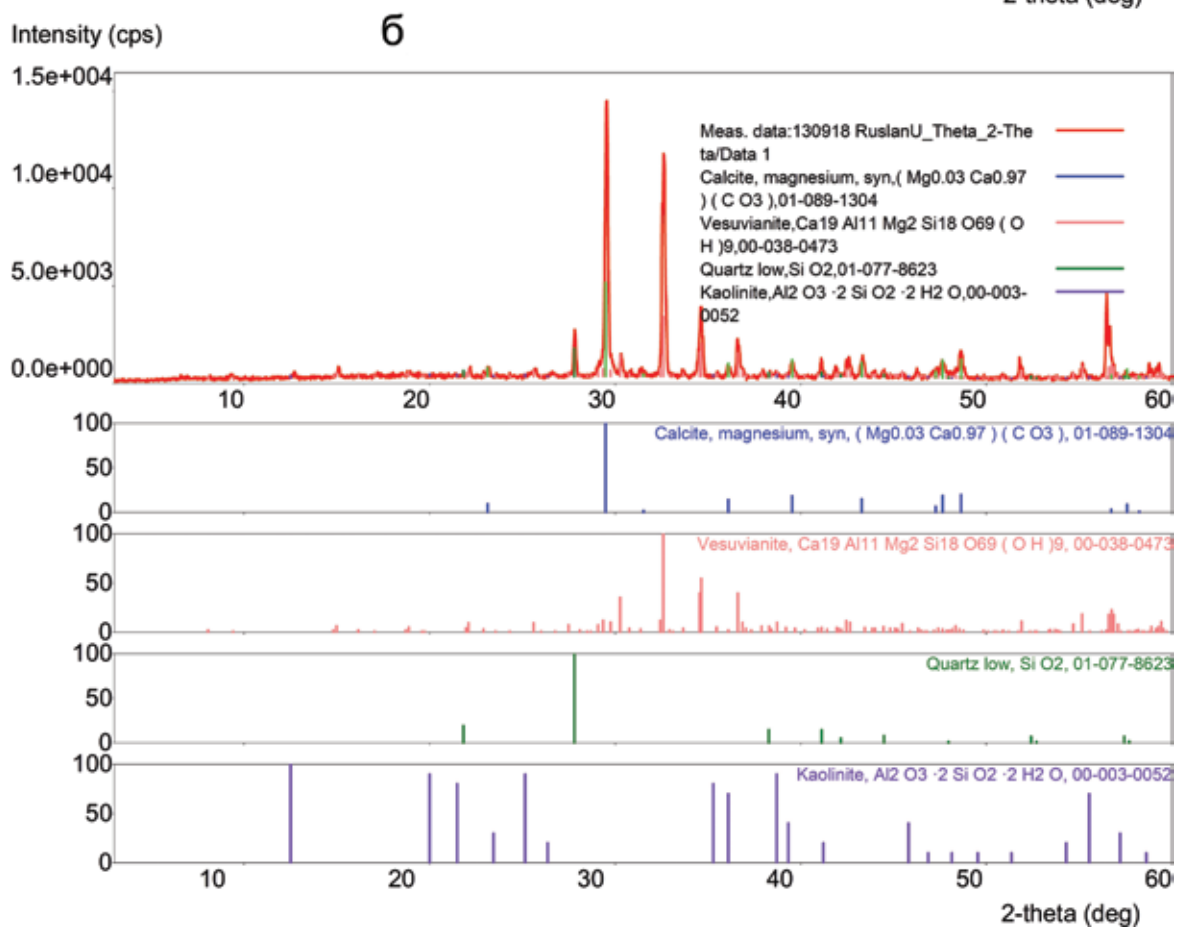 2-theta (deg)
Intensity (cps)
б
1.5e+004
1.0e+004
5.0e+003
0.0e+000
Meas. data:130918 RuslanU_Theta_2-The
ta/Data 1
Calcite, magnesium, syn,( Mg0.03 Ca0.97
) ( C O3 ),01-089-1304
Vesuvianite,Ca19 Al11 Mg2 Si18 O69 ( O
H )9,00-038-0473
Quartz low,Si O2,01-077-8623
Kaolinite,Al2 O3 ·2 Si O2 ·2 H2 O,00-003-
0052
10 20 30 40 50 60
100
50
0
Calcite, magnesium, syn, ( Mg0.03 Ca0.97 ) ( C O3 ), 01-089-1304
100
50
0
Vesuvianite, Ca19 Al11 Mg2 Si18 O69 ( O H )9, 00-038-0473
100
50
0
Quartz low, Si O2, 01-077-8623
100
50
0
Kaolinite, Al2 O3 ·2 Si O2 ·2 H2 O, 00-003-0052
10 20 30 40 50 60
2-theta (deg)